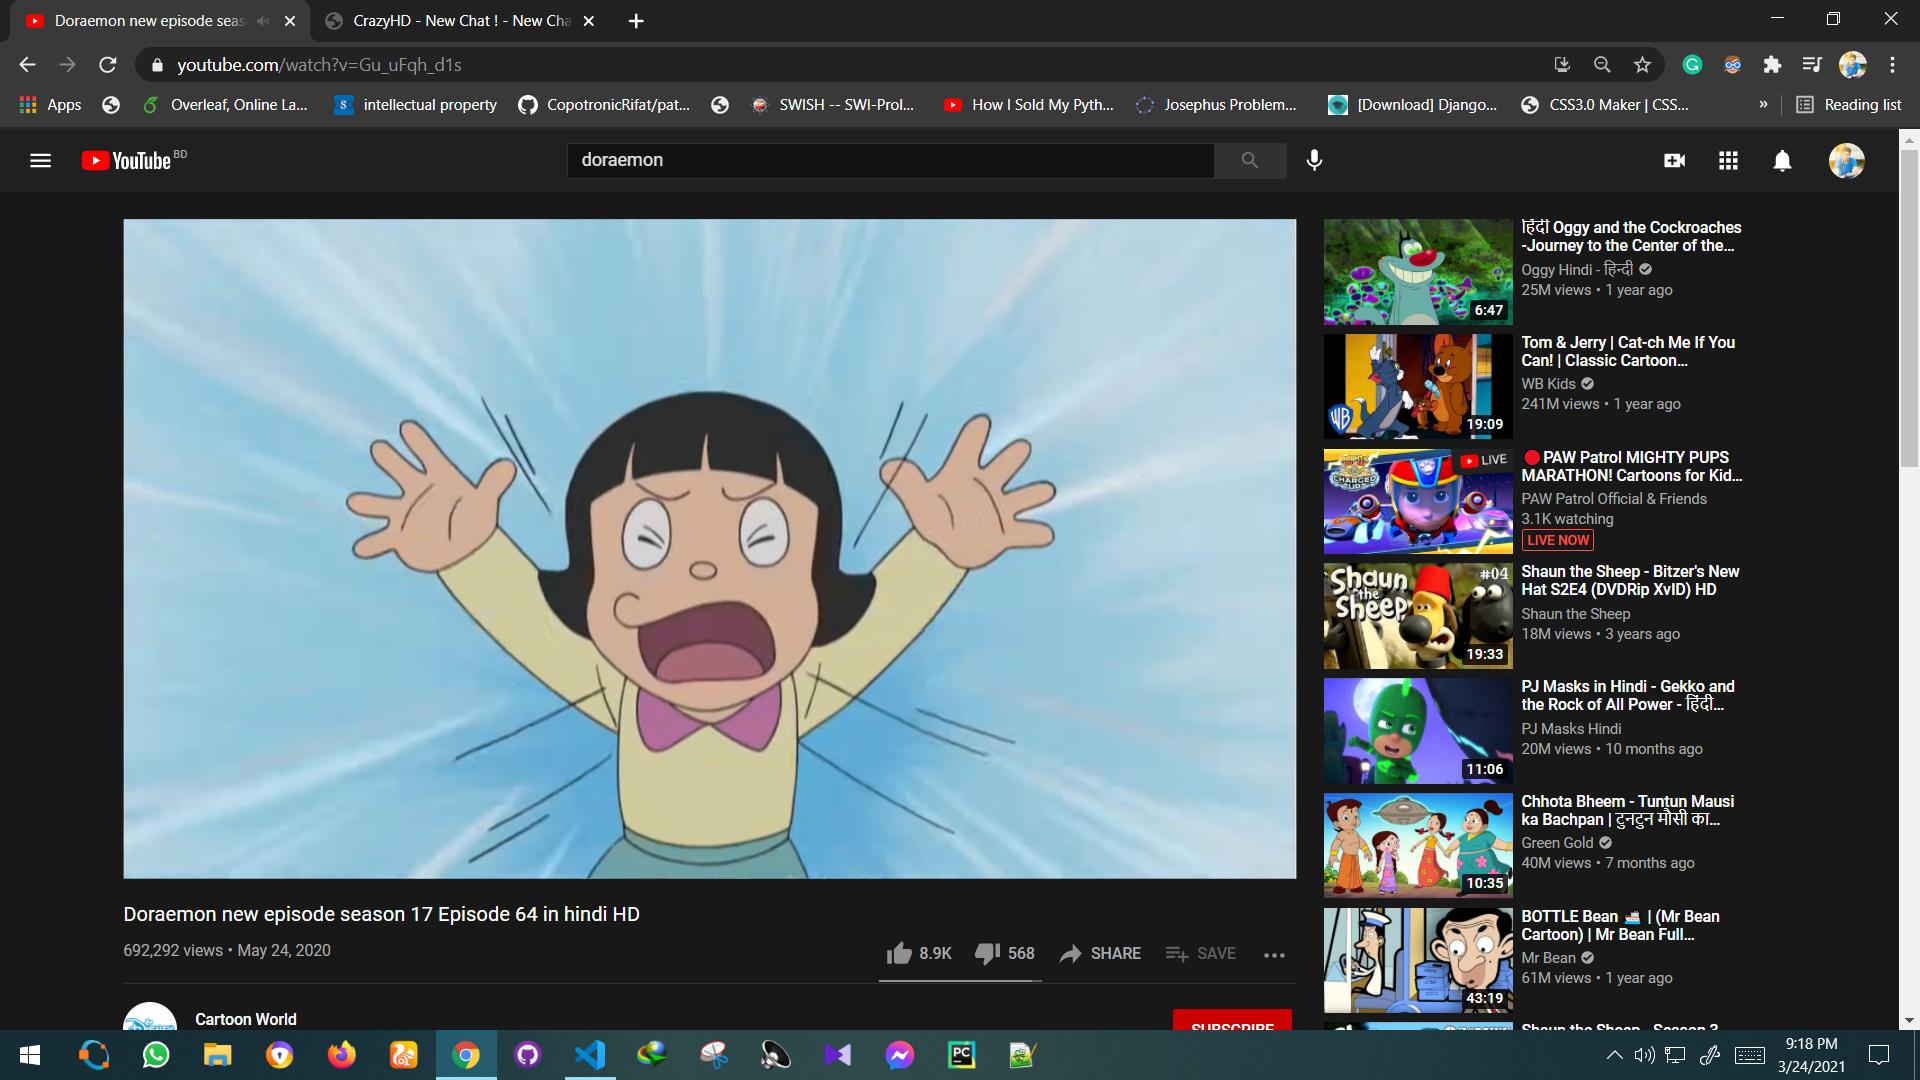 Doraemon new episode seas
CrazyHD - New Chat ! - New Cha
youtube.com/watch?v=Gu_uFqh_d1s
Apps
Overleaf, Online La...
intellectual property
CopotronicRifat/pat...
SWISH -- SWI-Prol...
How I Sold My Pyth...
Josephus Problem...
[Download] Django...
CSS3.0 Maker | CSS...
»
Reading list
YouTube BD
doraemon
हिंदी Oggy and the Cockroaches
-Journey to the Center of the...
Oggy Hindi - हिन्दी
25M views • 1 year ago
6:47
Tom & Jerry | Cat-ch Me If You
Can! | Classic Cartoon...
WB Kids
241M views • 1 year ago
WB
19:09
PAW Patrol MIGHTY PUPS
MARATHON! Cartoons for Kid...
PAW Patrol Official & Friends
3.1K watching
LIVE NOW
LIVE
CHARGED UP
Shaun the Sheep - Bitzer's New
Hat S2E4 (DVDRip XvID) HD
Shaun the Sheep
18M views • 3 years ago
Shaun
the
Sheep
#04
19:33
PJ Masks in Hindi - Gekko and
the Rock of All Power - हिंदी...
PJ Masks Hindi
20M views • 10 months ago
11:06
Chhota Bheem - Tuntun Mausi
ka Bachpan | टुनटुन मौसी का...
Green Gold
40M views • 7 months ago
10:35
BOTTLE Bean 🚢 | (Mr Bean
Cartoon) | Mr Bean Full...
Mr Bean
61M views • 1 year ago
43:19
Shaun the Sheep - Season 3
Doraemon new episode season 17 Episode 64 in hindi HD
692,292 views • May 24, 2020
8.9K
568
SHARE
SAVE
Cartoon World
SUBSCRIBE
PC
9:18 PM
3/24/2021